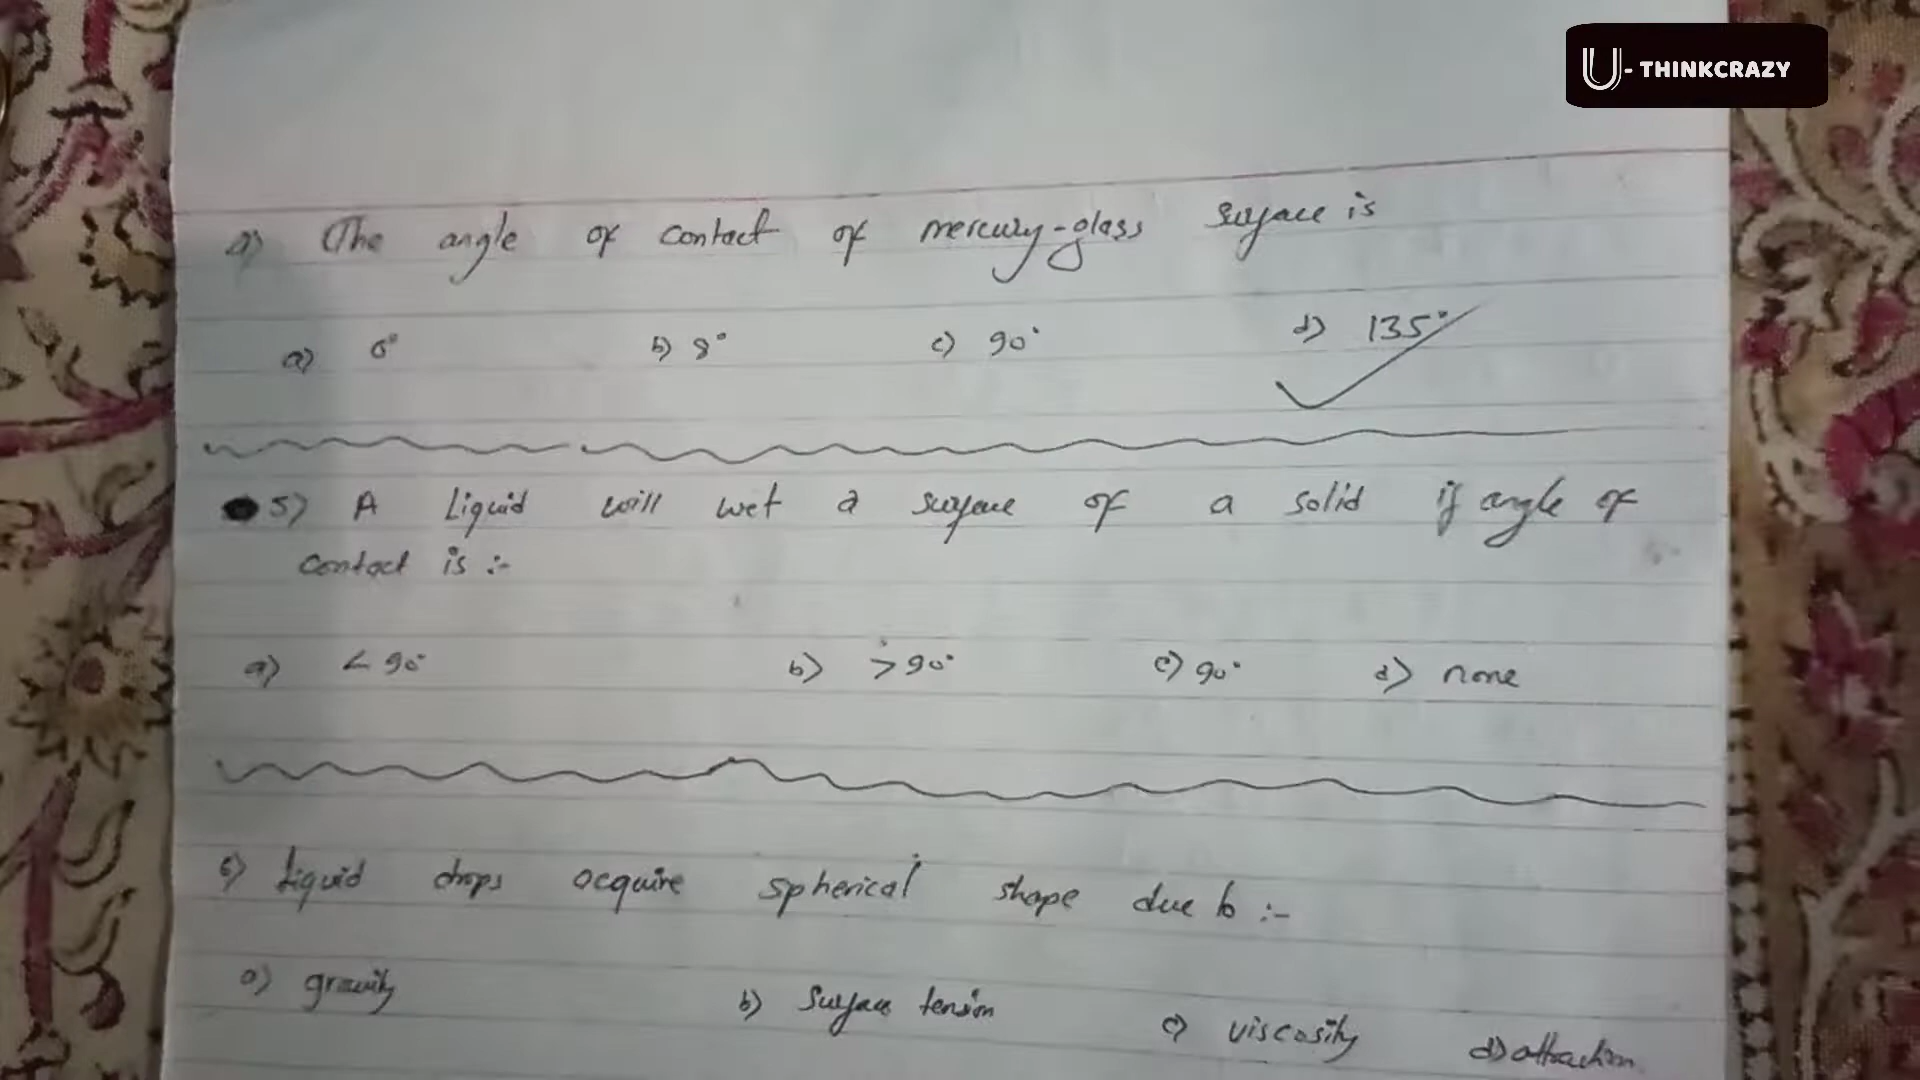 U-THINKCRAZY
The angle of contact of mercury-glass surface is
a) 0° b) 8° c) 90° d) 135°
5) A liquid will wet a surface of a solid if angle of
contact is :-
a) < 90° b) > 90° c) 90° d) none
6) Liquid drops acquire spherical shape due to :-
a) gravity b) Surface tension c) viscosity d) attraction